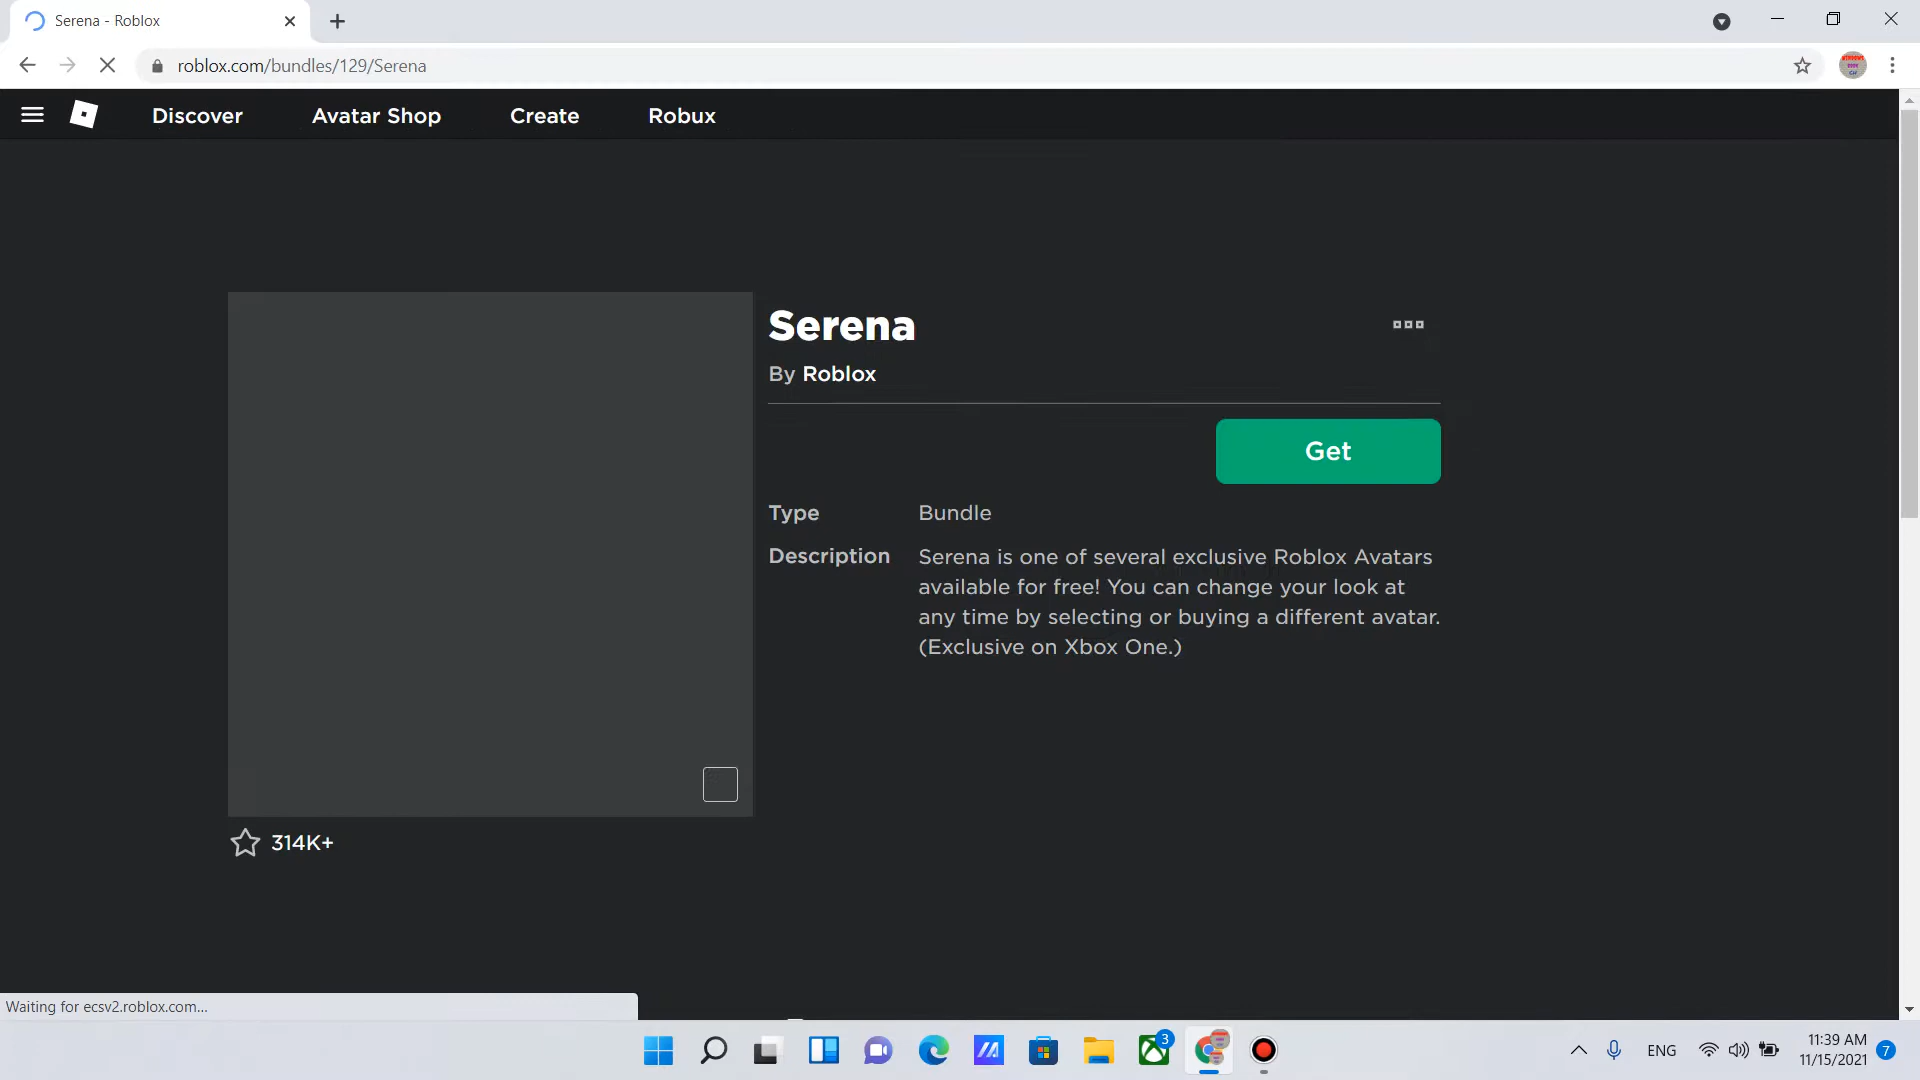 Serena - Roblox
roblox.com/bundles/129/Serena
Discover
Avatar Shop
Create
Robux
Serena
By Roblox
Get
Type
Bundle
Description
Serena is one of several exclusive Roblox Avatars
available for free! You can change your look at
any time by selecting or buying a different avatar.
(Exclusive on Xbox One.)
314K+
Waiting for ecsv2.roblox.com...
3
ENG
11:39 AM
11/15/2021
7